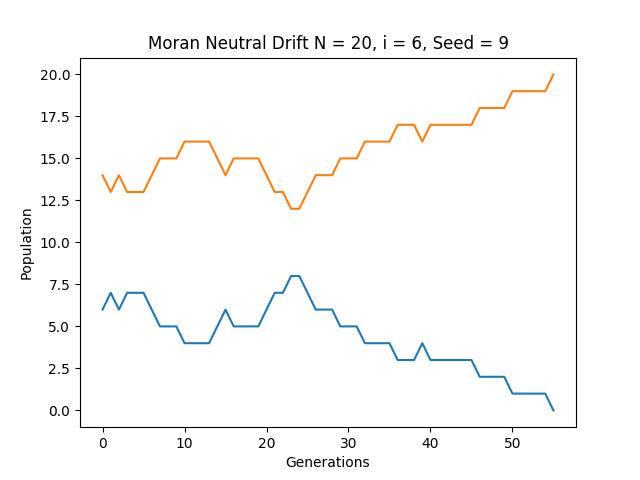 Moran Neutral Drift N = 20, i = 6, Seed = 9
20.0
17.5
15.0
12.5
10.0
7.5
5.0
2.5
0.0
Population
0 10 20 30 40 50
Generations